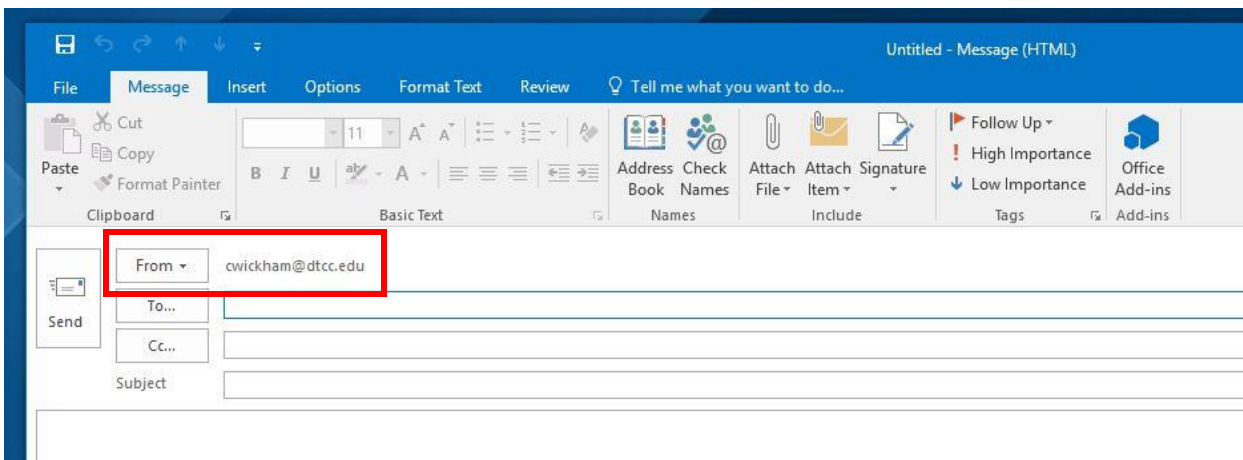 Untitled - Message (HTML)
File Message Insert Options Format Text Review Tell me what you want to do...
Paste
Cut
Copy
Format Painter
Clipboard
11
B I U
Basic Text
Address Book
Check Names
Names
Attach File
Attach Item
Signature
Include
Follow Up
High Importance
Low Importance
Tags
Office Add-ins
Add-ins
Send
From cwickham@dtcc.edu
To...
Cc...
Subject